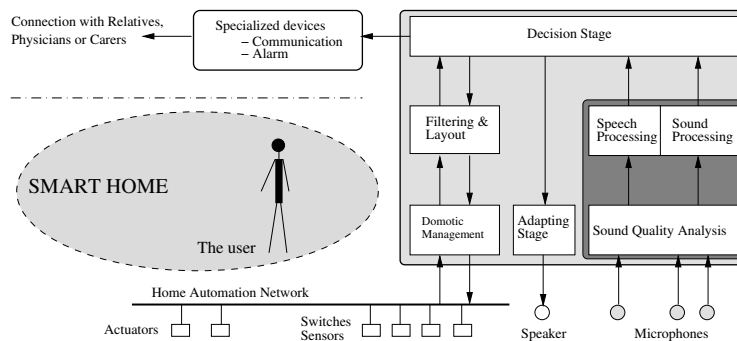 Connection with Relatives,
Physicians or Carers
Specialized devices
– Communication
– Alarm
Decision Stage
Filtering &
Layout
Speech
Processing
Sound
Processing
SMART HOME
The user
Domotic
Management
Adapting
Stage
Sound Quality Analysis
Home Automation Network
Actuators
Switches
Sensors
Speaker
Microphones